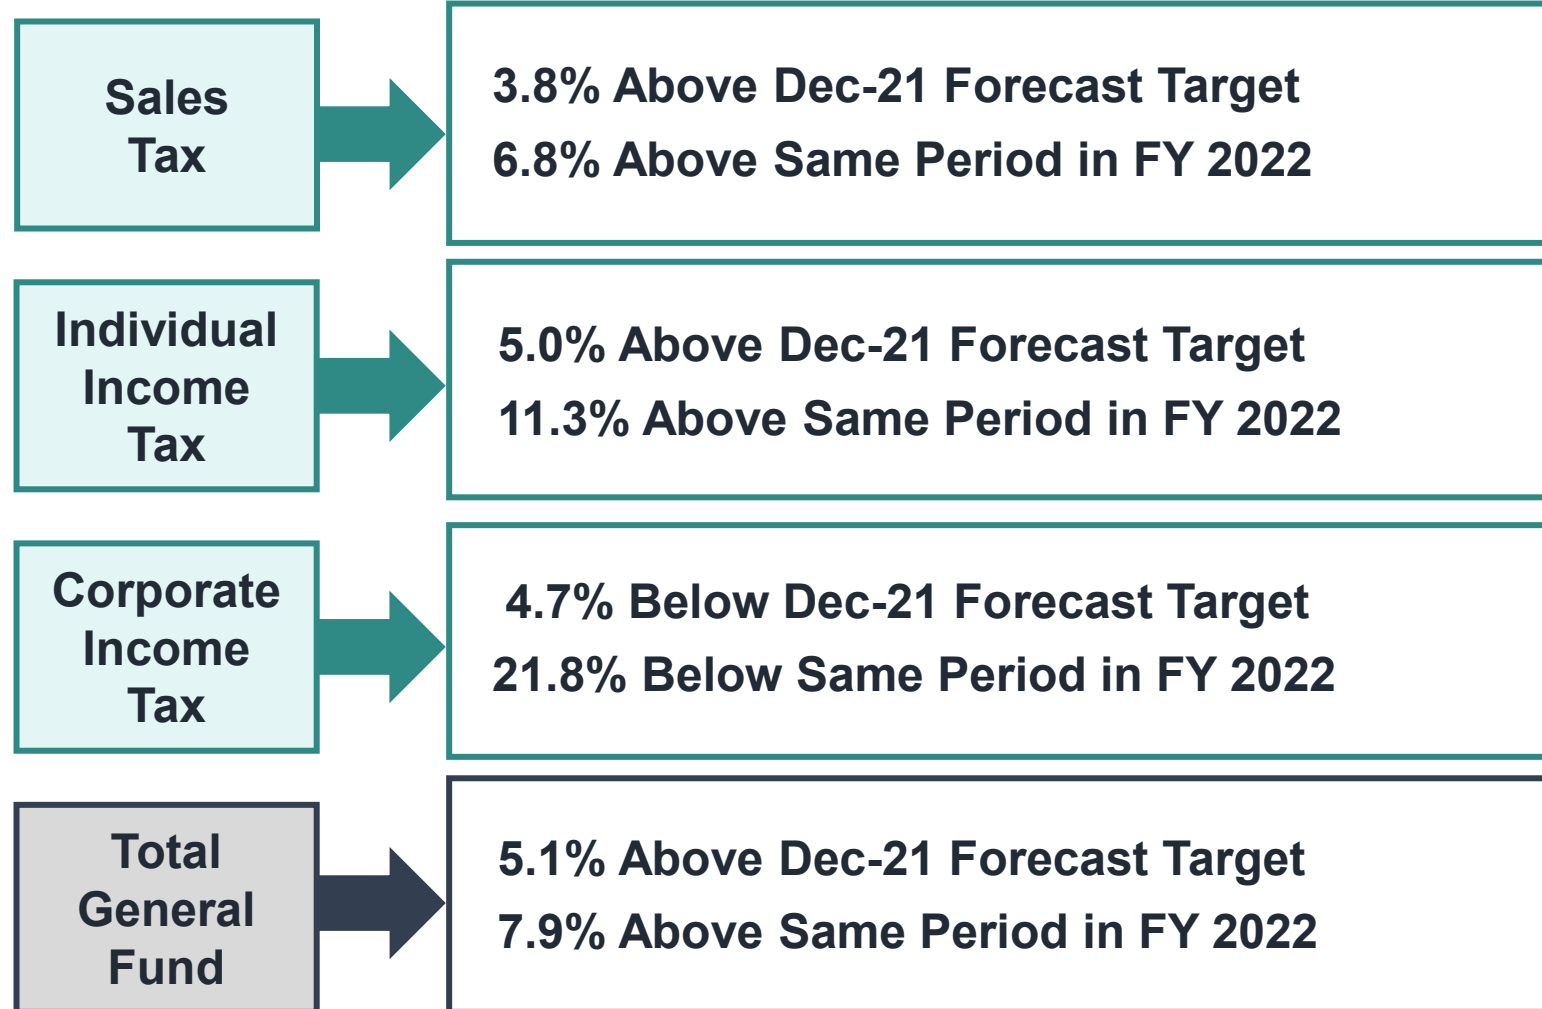 Sales
Tax
3.8% Above Dec-21 Forecast Target
6.8% Above Same Period in FY 2022
Individual
Income
Tax
5.0% Above Dec-21 Forecast Target
11.3% Above Same Period in FY 2022
Corporate
Income
Tax
4.7% Below Dec-21 Forecast Target
21.8% Below Same Period in FY 2022
Total
General
Fund
5.1% Above Dec-21 Forecast Target
7.9% Above Same Period in FY 2022